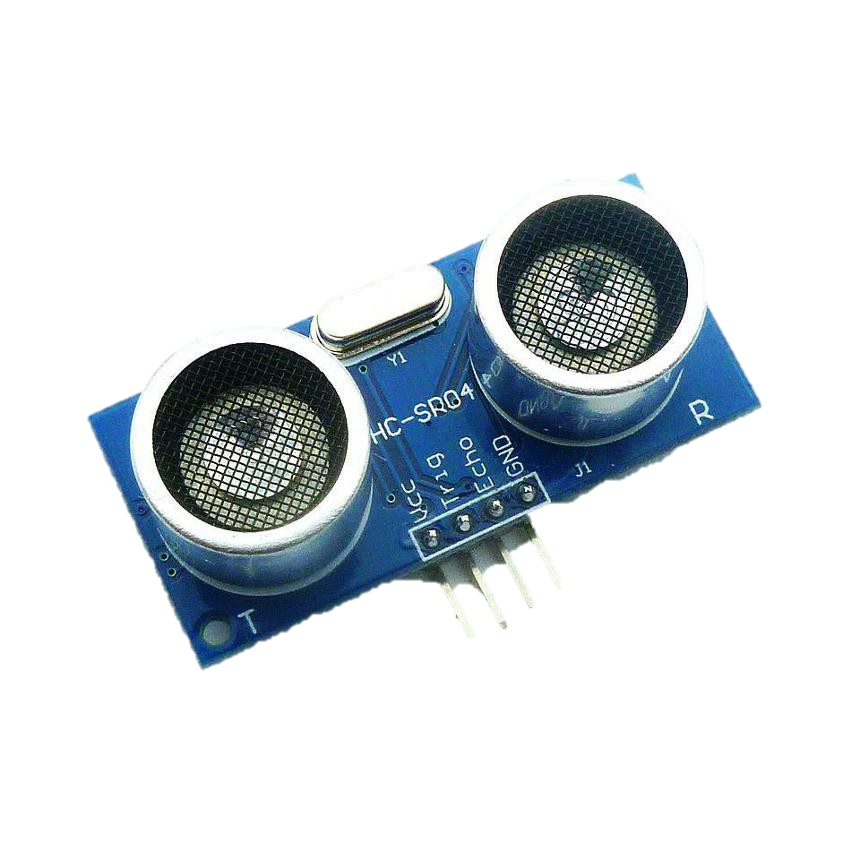 Y1
HC-SR04
Vcc
Trig
Echo
GND
J1
R
T